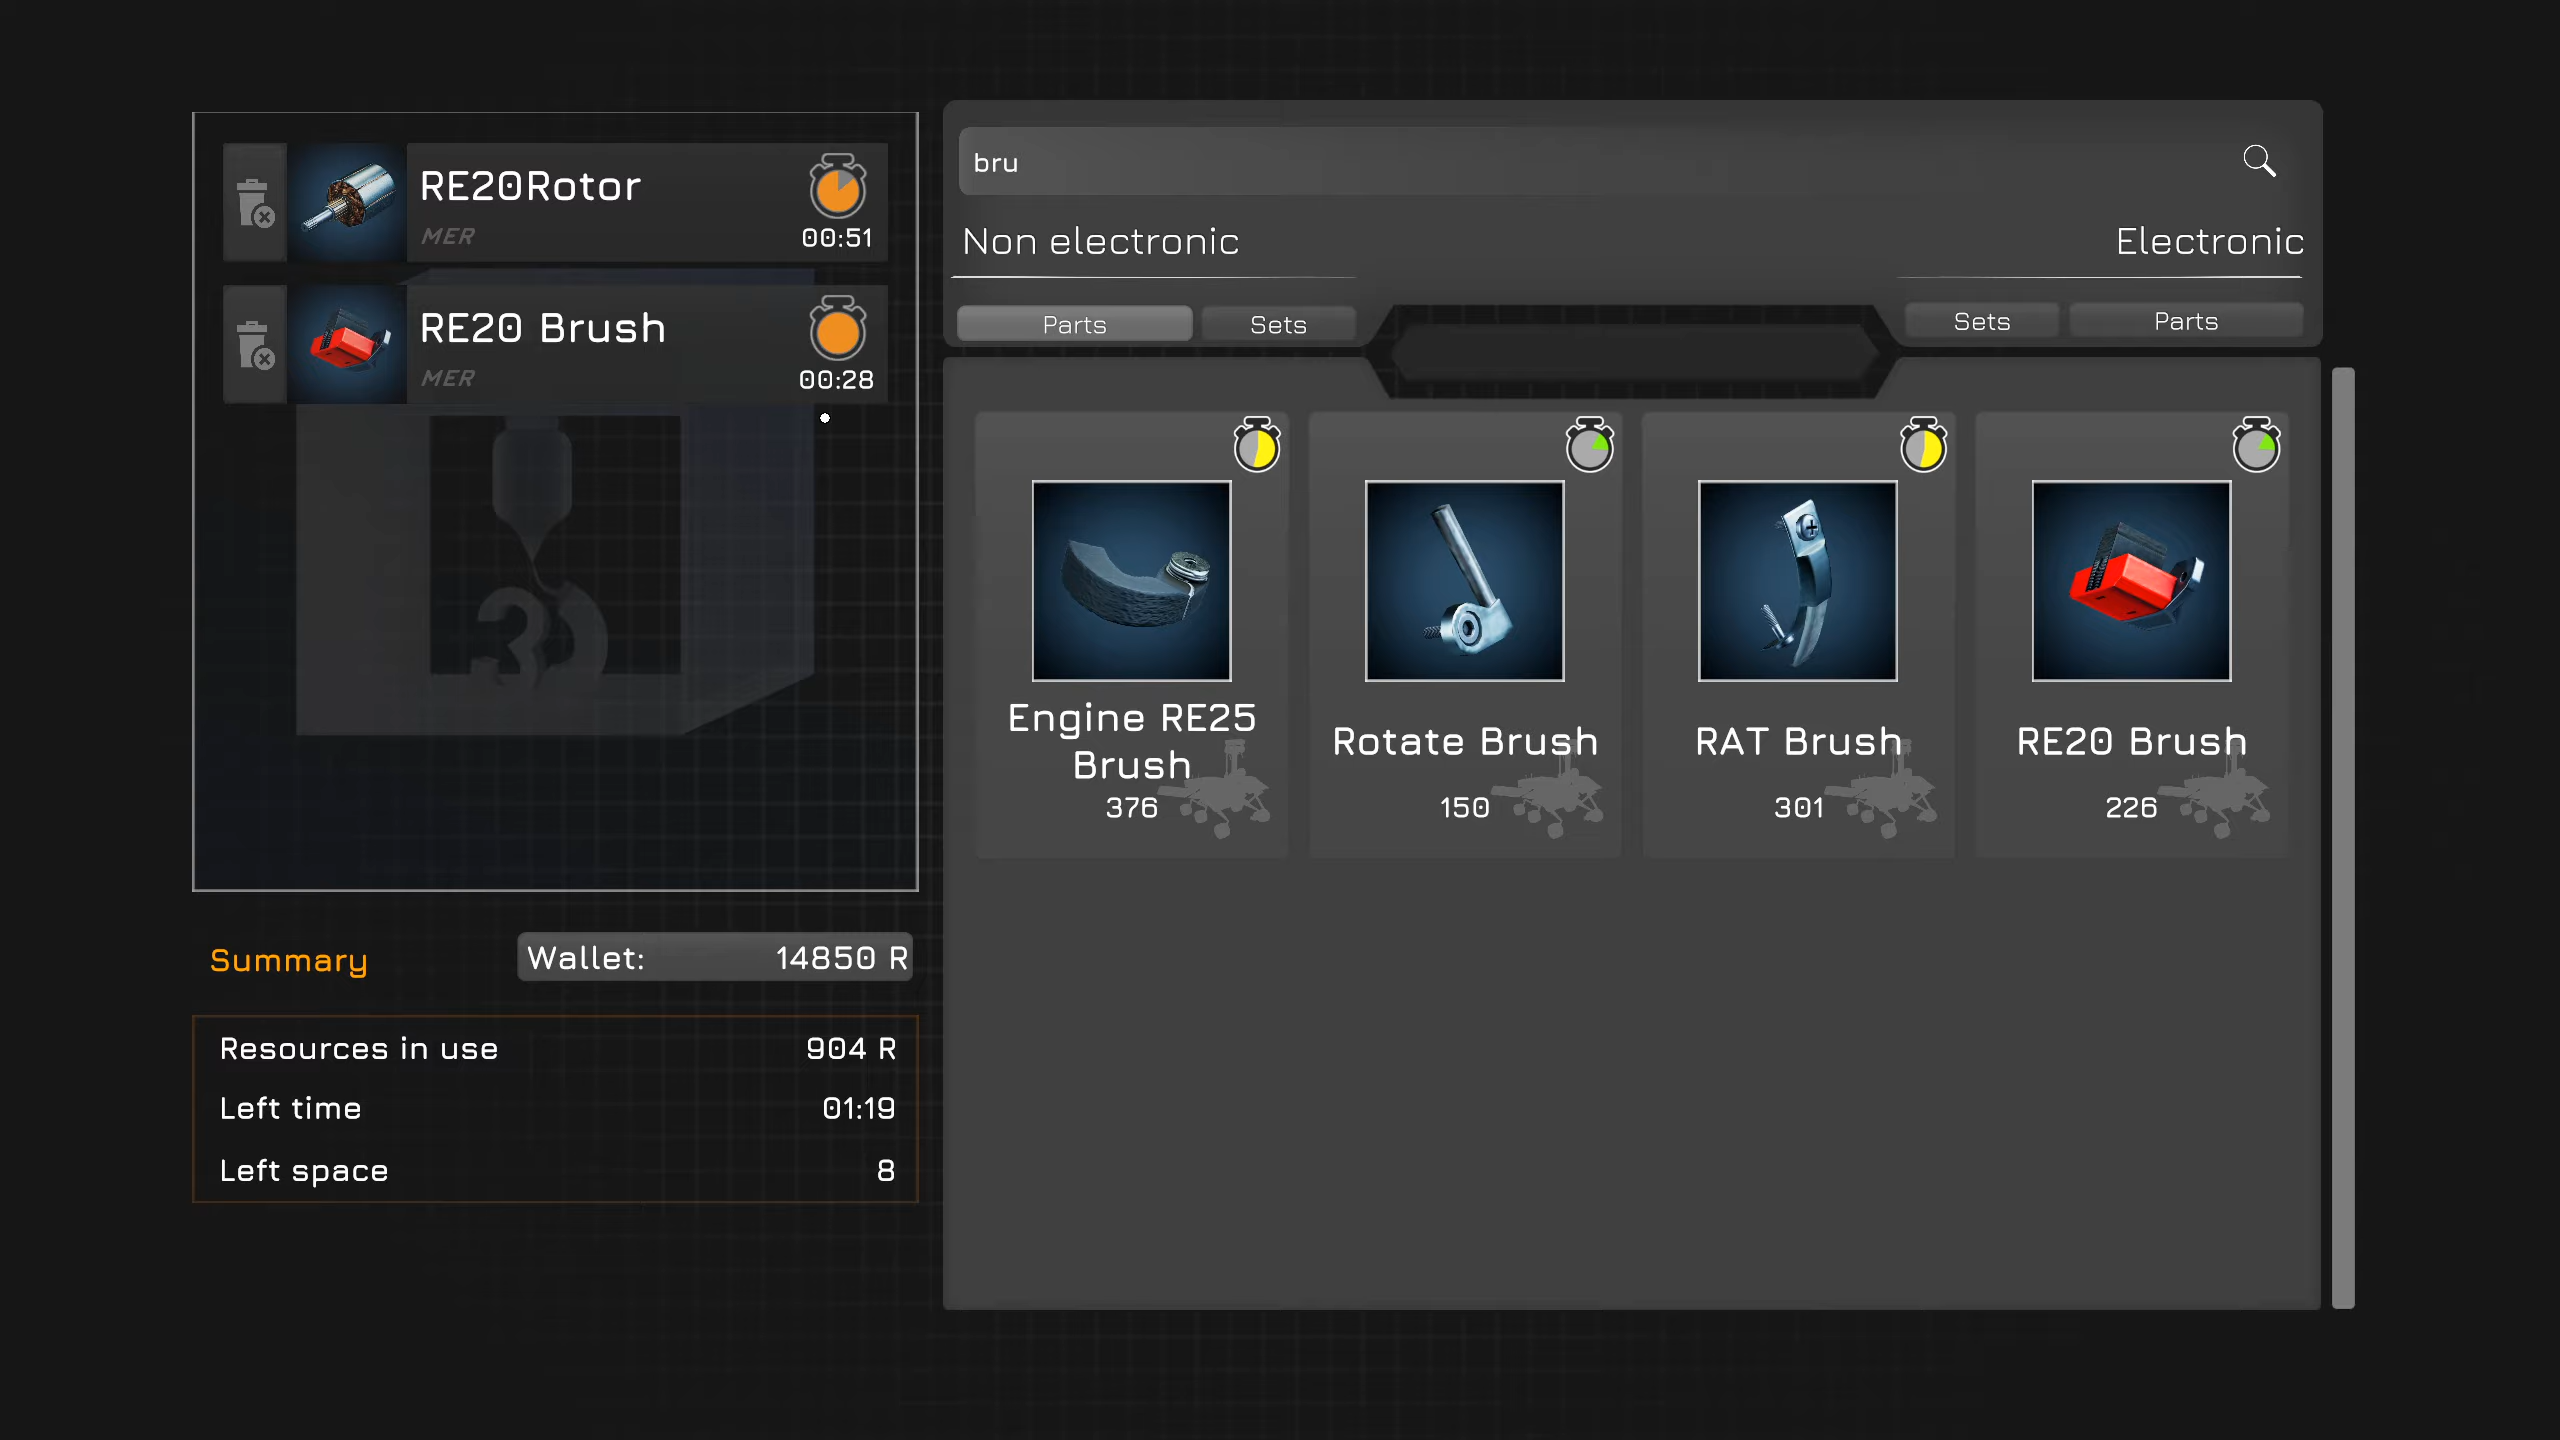 RE20Rotor
MER
00:51
RE20 Brush
MER
00:28
Summary
Wallet: 14850 R
Resources in use 904 R
Left time 01:19
Left space 8
bru
Non electronic
Electronic
Parts
Sets
Sets
Parts
Engine RE25
Brush
376
Rotate Brush
150
RAT Brush
301
RE20 Brush
226